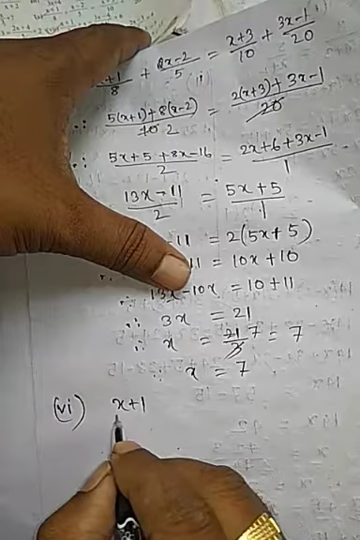 x+1/8 + x-2/5 = x+3/10 + 3x-1/20
∴ 5(x+1)+8(x-2)/40 2 = 2(x+3)+3x-1/20
∴ 5x+5+8x-16/2 = 2x+6+3x-1/1
13x-11/2 = 5x+5/1
-11 = 2(5x+5)
11 = 10x+10
∴ 13x-10x = 10+11
∴ 3x = 21
∴ x = 21/3 7 = 7
∴ x = 7
(vi) x+1